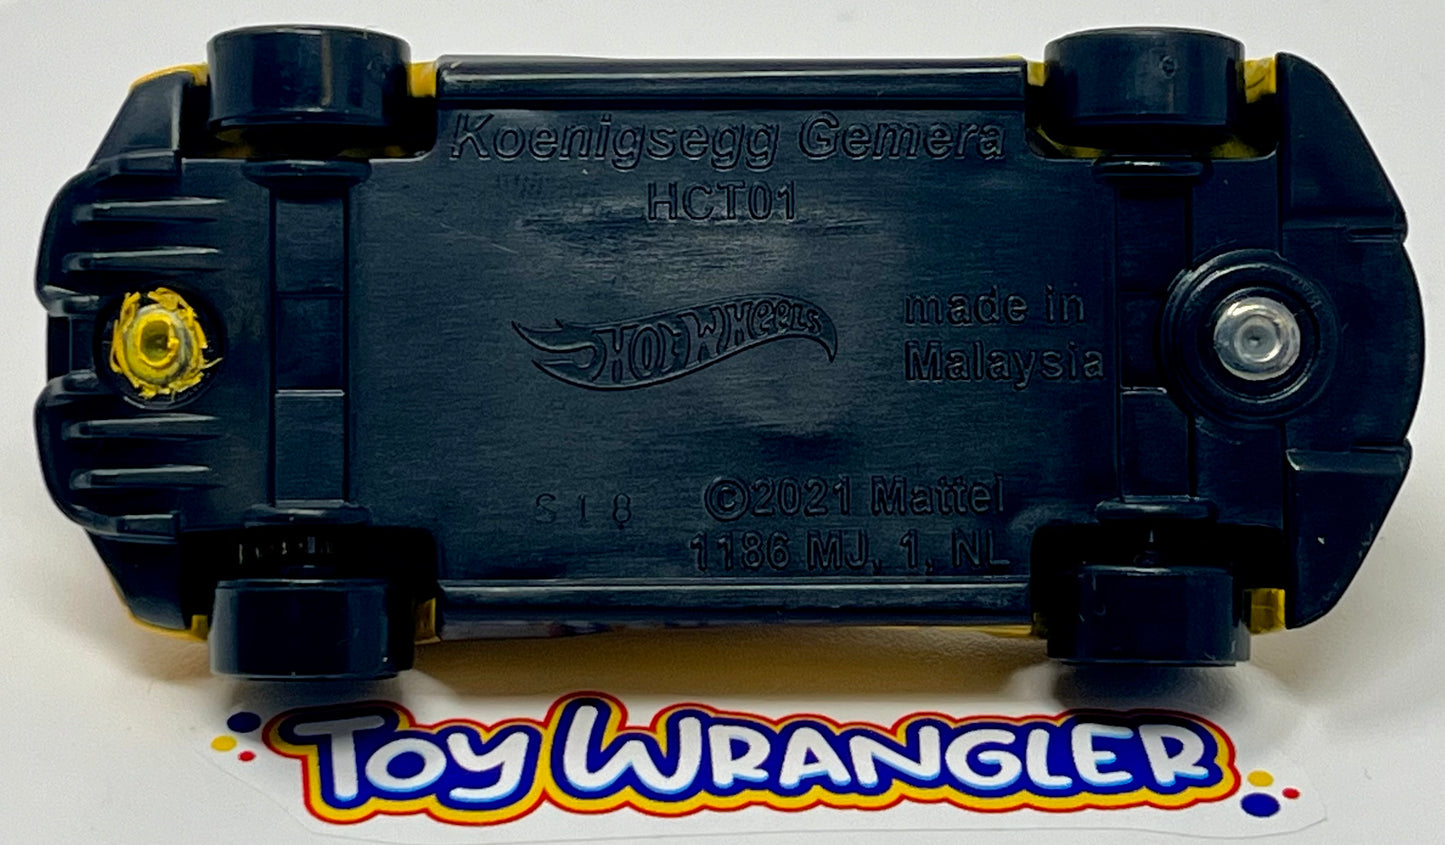 Koenigsegg Gemera
HCT01
Hot Wheels
made in
Malaysia
S18
©2021 Mattel
1186 MJ, 1, NL
TOY WRANGLER